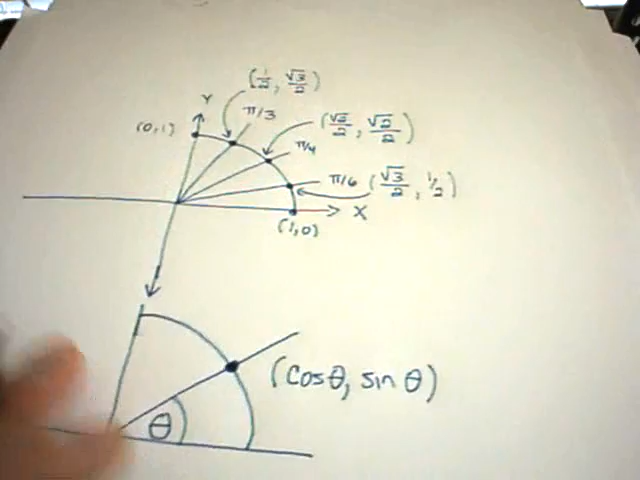 (1/2, √3/2)
Y
π/3
(0,1)
(√2/2, √2/2)
π/4
π/6 (√3/2, 1/2)
X
(1,0)
(cosθ, sin θ)
θ